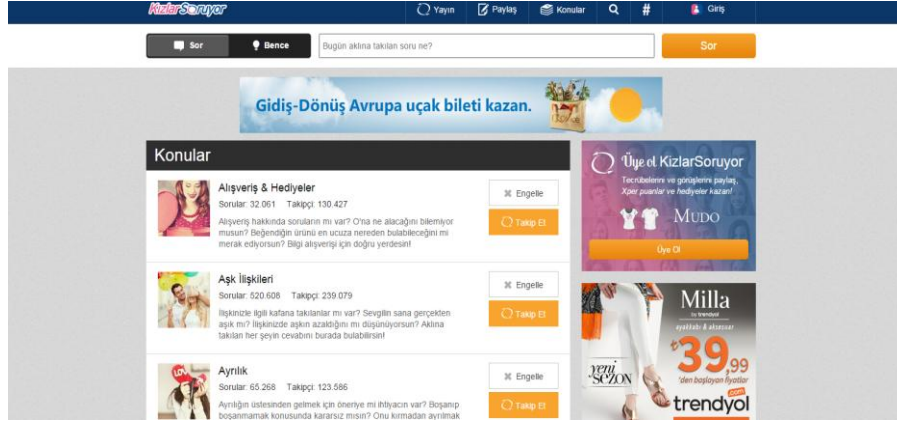 KızlarSoruyor
Yayın Paylaş Konular # Giriş
Sor Bence Bugün aklına takılan soru ne? Sor
Gidiş-Dönüş Avrupa uçak bileti kazan.
Konular
Alışveriş & Hediyeler
Sorular: 32.061 Takipçi: 130.427
Alışveriş hakkında soruların mı var? O'na ne alacağını bilemiyor
musun? Beğendiğin ürünü en ucuza nereden bulabileceğini mi
merak ediyorsun? Bilgi alışverişi için doğru yerdesin!
Engelle
Takip Et
Aşk İlişkileri
Sorular: 520.608 Takipçi: 239.079
İlişkinizle ilgili kafana takılanlar mı var? Sevgilin sana gerçekten
aşık mı? İlişkinizde aşkın azaldığını mı düşünüyorsun? Aklına
takılan her şeyin cevabını burada bulabilirsin!
Engelle
Takip Et
Ayrılık
Sorular: 65.268 Takipçi: 123.586
Ayrılığın üstesinden gelmek için öneriye mi ihtiyacın var? Boşanıp
boşanmamak konusunda kararsız mısın? Onu kırmadan ayrılmak
Engelle
Takip Et
Üye ol KizlarSoruyor
Tecrübelerini ve görüşlerini paylaş,
Xper puanlar ve hediyeler kazan!
MUDO
Üye Ol
Milla
by trendyol
ayakkabı & aksesuar
₺39,99
'den başlayan fiyatlar
yeni
SEZON
trendyol
.com